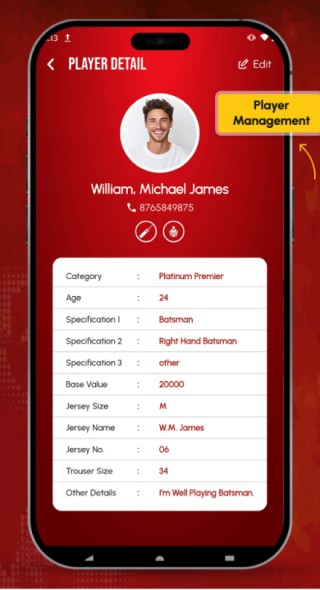 :13
PLAYER DETAIL
Edit
Player
Management
William, Michael James
8765849875
Category : Platinum Premier
Age : 24
Specification 1 : Batsman
Specification 2 : Right Hand Batsman
Specification 3 : other
Base Value : 20000
Jersey Size : M
Jersey Name : W.M. James
Jersey No. : 06
Trouser Size : 34
Other Details : I'm Well Playing Batsman.